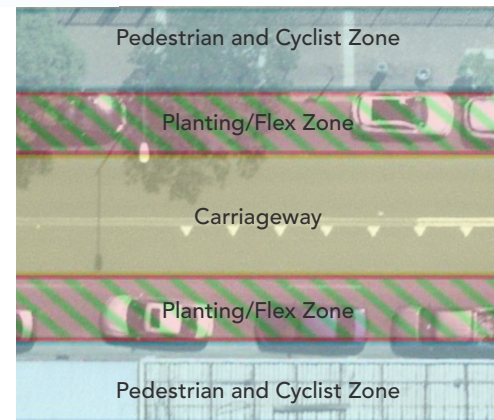 Pedestrian and Cyclist Zone
Planting/Flex Zone
Carriageway
Planting/Flex Zone
Pedestrian and Cyclist Zone